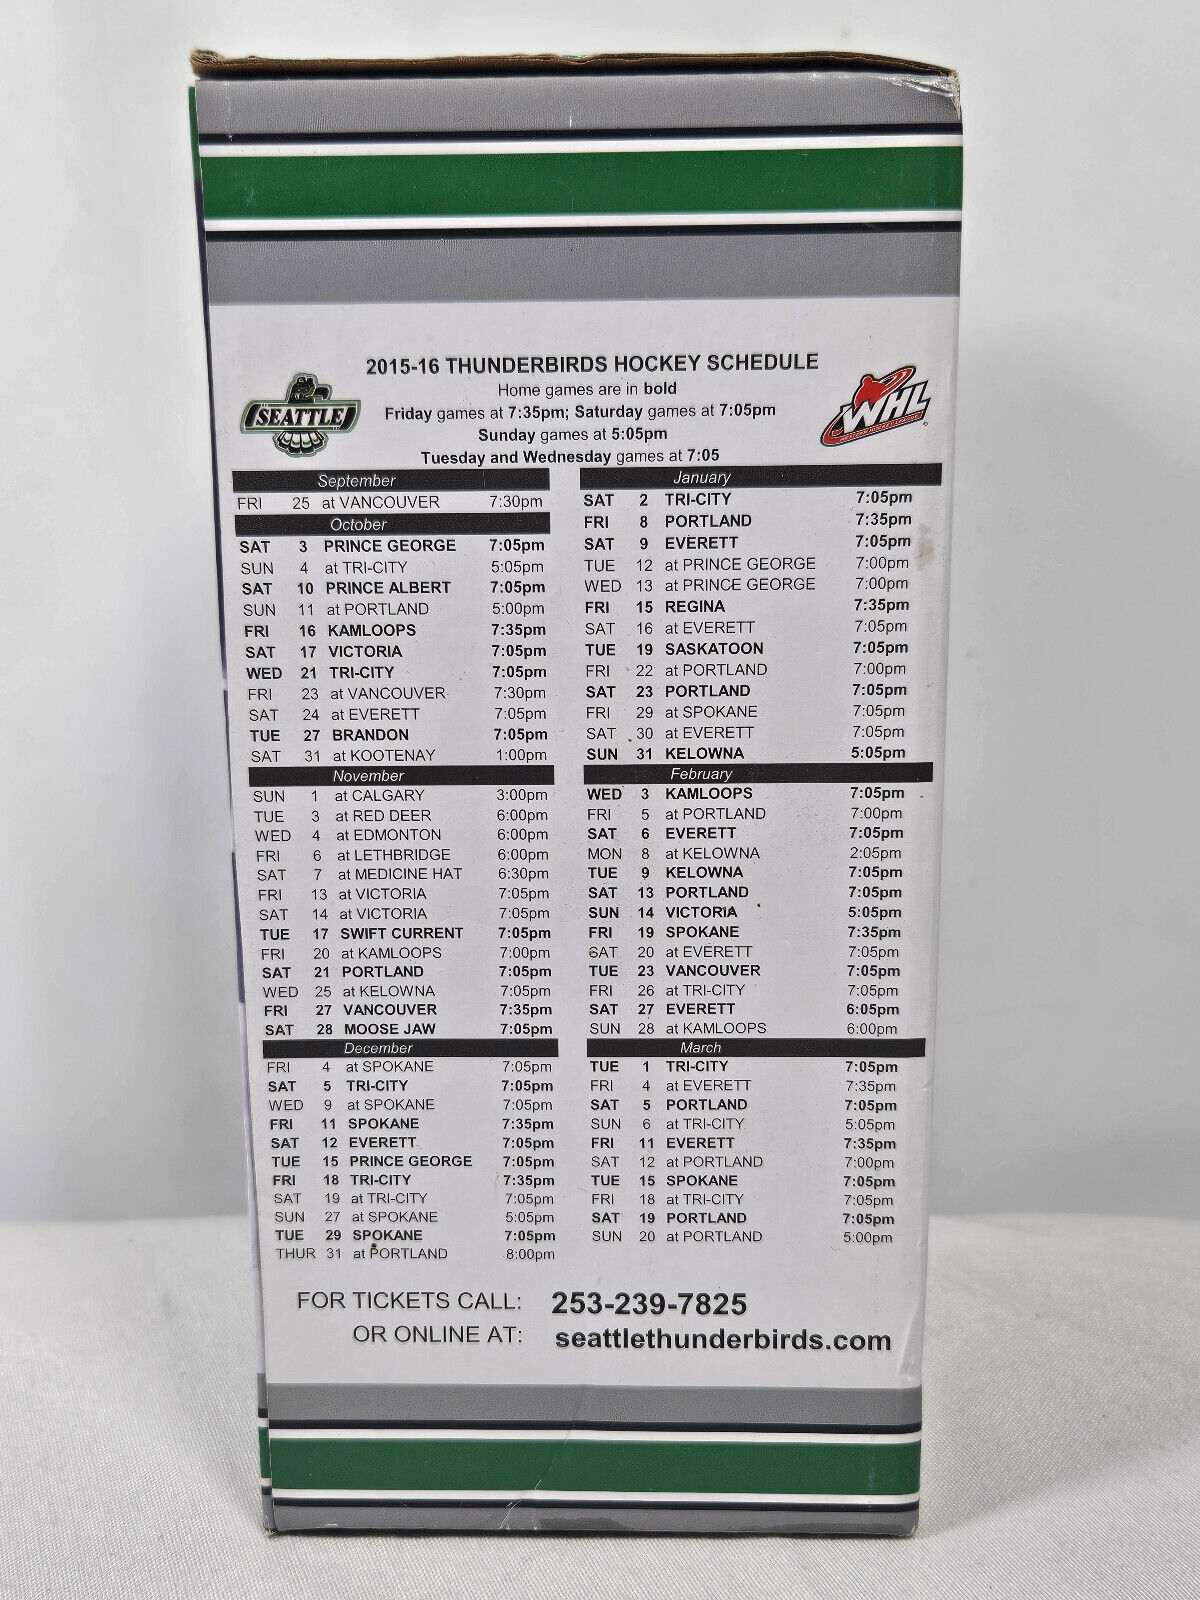 2015-16 THUNDERBIRDS HOCKEY SCHEDULE
Home games are in bold
Friday games at 7:35pm; Saturday games at 7:05pm
Sunday games at 5:05pm
Tuesday and Wednesday games at 7:05
SEATTLE
WHL
WESTERN HOCKEY LEAGUE
September
FRI 25 at VANCOUVER 7:30pm
October
SAT 3 PRINCE GEORGE 7:05pm
SUN 4 at TRI-CITY 5:05pm
SAT 10 PRINCE ALBERT 7:05pm
SUN 11 at PORTLAND 5:00pm
FRI 16 KAMLOOPS 7:35pm
SAT 17 VICTORIA 7:05pm
WED 21 TRI-CITY 7:05pm
FRI 23 at VANCOUVER 7:30pm
SAT 24 at EVERETT 7:05pm
TUE 27 BRANDON 7:05pm
SAT 31 at KOOTENAY 1:00pm
November
SUN 1 at CALGARY 3:00pm
TUE 3 at RED DEER 6:00pm
WED 4 at EDMONTON 6:00pm
FRI 6 at LETHBRIDGE 6:00pm
SAT 7 at MEDICINE HAT 6:30pm
FRI 13 at VICTORIA 7:05pm
SAT 14 at VICTORIA 7:05pm
TUE 17 SWIFT CURRENT 7:05pm
FRI 20 at KAMLOOPS 7:00pm
SAT 21 PORTLAND 7:05pm
WED 25 at KELOWNA 7:05pm
FRI 27 VANCOUVER 7:35pm
SAT 28 MOOSE JAW 7:05pm
December
FRI 4 at SPOKANE 7:05pm
SAT 5 TRI-CITY 7:05pm
WED 9 at SPOKANE 7:05pm
FRI 11 SPOKANE 7:35pm
SAT 12 EVERETT 7:05pm
TUE 15 PRINCE GEORGE 7:05pm
FRI 18 TRI-CITY 7:35pm
SAT 19 at TRI-CITY 7:05pm
SUN 27 at SPOKANE 5:05pm
TUE 29 SPOKANE 7:05pm
THUR 31 at PORTLAND 8:00pm
January
SAT 2 TRI-CITY 7:05pm
FRI 8 PORTLAND 7:35pm
SAT 9 EVERETT 7:05pm
TUE 12 at PRINCE GEORGE 7:00pm
WED 13 at PRINCE GEORGE 7:00pm
FRI 15 REGINA 7:35pm
SAT 16 at EVERETT 7:05pm
TUE 19 SASKATOON 7:05pm
FRI 22 at PORTLAND 7:00pm
SAT 23 PORTLAND 7:05pm
FRI 29 at SPOKANE 7:05pm
SAT 30 at EVERETT 7:05pm
SUN 31 KELOWNA 5:05pm
February
WED 3 KAMLOOPS 7:05pm
FRI 5 at PORTLAND 7:00pm
SAT 6 EVERETT 7:05pm
MON 8 at KELOWNA 2:05pm
TUE 9 KELOWNA 7:05pm
SAT 13 PORTLAND 7:05pm
SUN 14 VICTORIA 5:05pm
FRI 19 SPOKANE 7:35pm
SAT 20 at EVERETT 7:05pm
TUE 23 VANCOUVER 7:05pm
FRI 26 at TRI-CITY 7:05pm
SAT 27 EVERETT 6:05pm
SUN 28 at KAMLOOPS 6:00pm
March
TUE 1 TRI-CITY 7:05pm
FRI 4 at EVERETT 7:35pm
SAT 5 PORTLAND 7:05pm
SUN 6 at TRI-CITY 5:05pm
FRI 11 EVERETT 7:35pm
SAT 12 at PORTLAND 7:00pm
TUE 15 SPOKANE 7:05pm
FRI 18 at TRI-CITY 7:05pm
SAT 19 PORTLAND 7:05pm
SUN 20 at PORTLAND 5:00pm
FOR TICKETS CALL: 253-239-7825
OR ONLINE AT: seattlethunderbirds.com